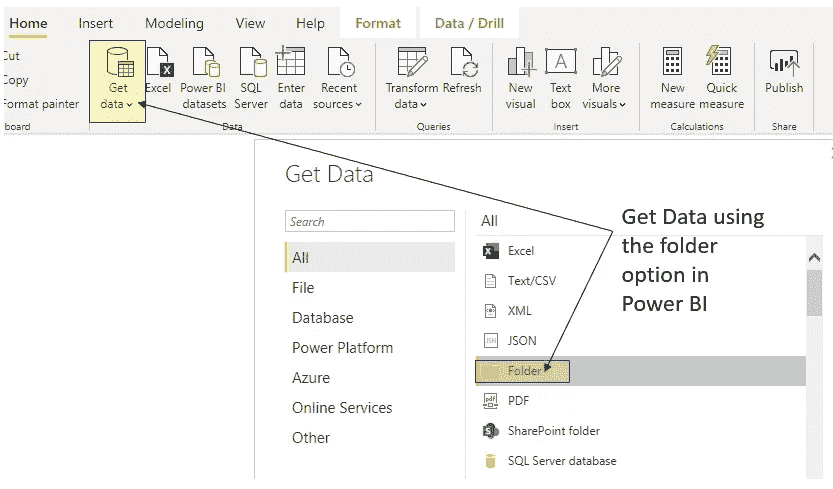 Home Insert Modeling View Help Format Data / Drill
Cut
Copy
Format painter
board
Get data
Excel
Power BI datasets
SQL Server
Enter data
Recent sources
Data
Transform data
Refresh
Queries
New visual
Text box
More visuals
Insert
New measure
Quick measure
Calculations
Publish
Share
Get Data
Search
All
File
Database
Power Platform
Azure
Online Services
Other
All
Excel
Text/CSV
XML
JSON
Folder
PDF
SharePoint folder
SQL Server database
Get Data using
the folder
option in
Power BI